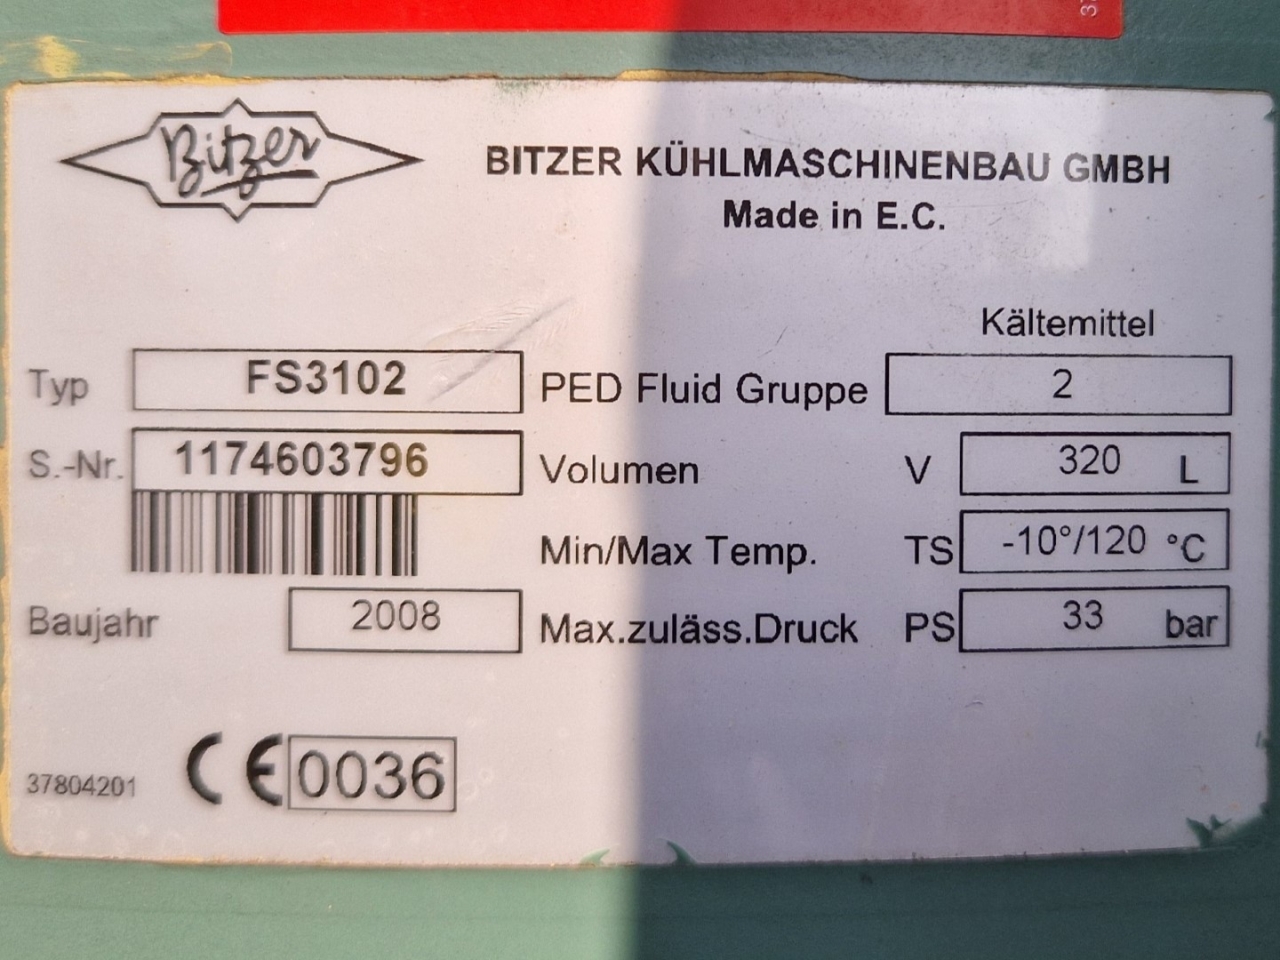 Bitzer
BITZER KÜHLMASCHINENBAU GMBH
Made in E.C.
Kältemittel
Typ FS3102 PED Fluid Gruppe 2
S.-Nr. 1174603796 Volumen V 320 L
Min/Max Temp. TS -10°/120 °C
Baujahr 2008 Max.zuläss.Druck PS 33 bar
37804201 CE 0036